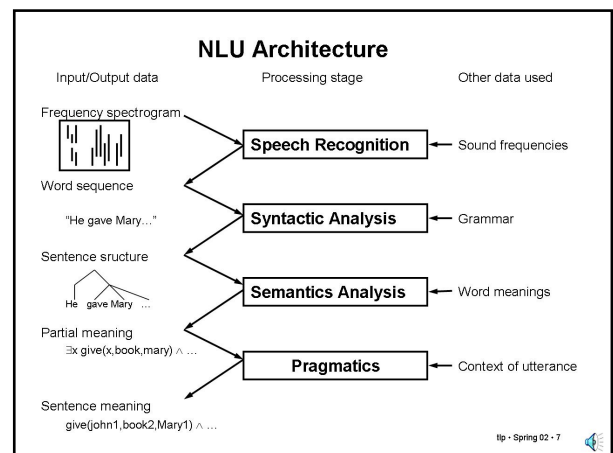 NLU Architecture
Input/Output data Processing stage Other data used
Frequency spectrogram
Speech Recognition Sound frequencies
Word sequence
"He gave Mary…" Syntactic Analysis Grammar
Sentence sructure
Semantics Analysis Word meanings
He gave Mary …
Partial meaning
∃x give(x,book,mary) ∧ …
Pragmatics Context of utterance
Sentence meaning
give(john1,book2,Mary1) ∧ …
tlp • Spring 02 • 7